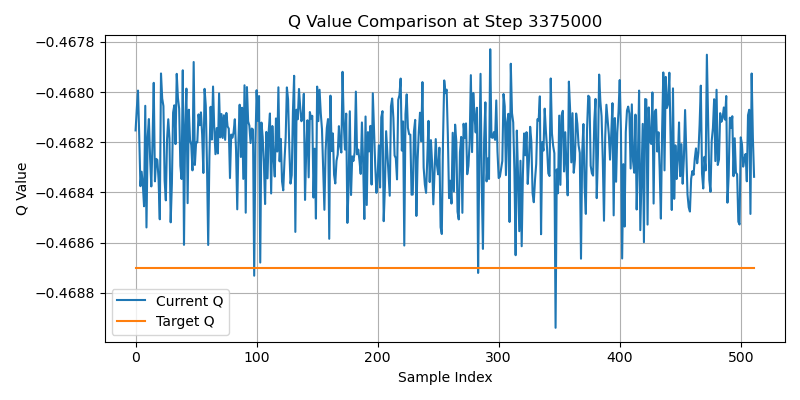 Q Value Comparison at Step 3375000
−0.4678
−0.4680
−0.4682
−0.4684
−0.4686
−0.4688
Q Value
Current Q
Target Q
0
100
200
300
400
500
Sample Index